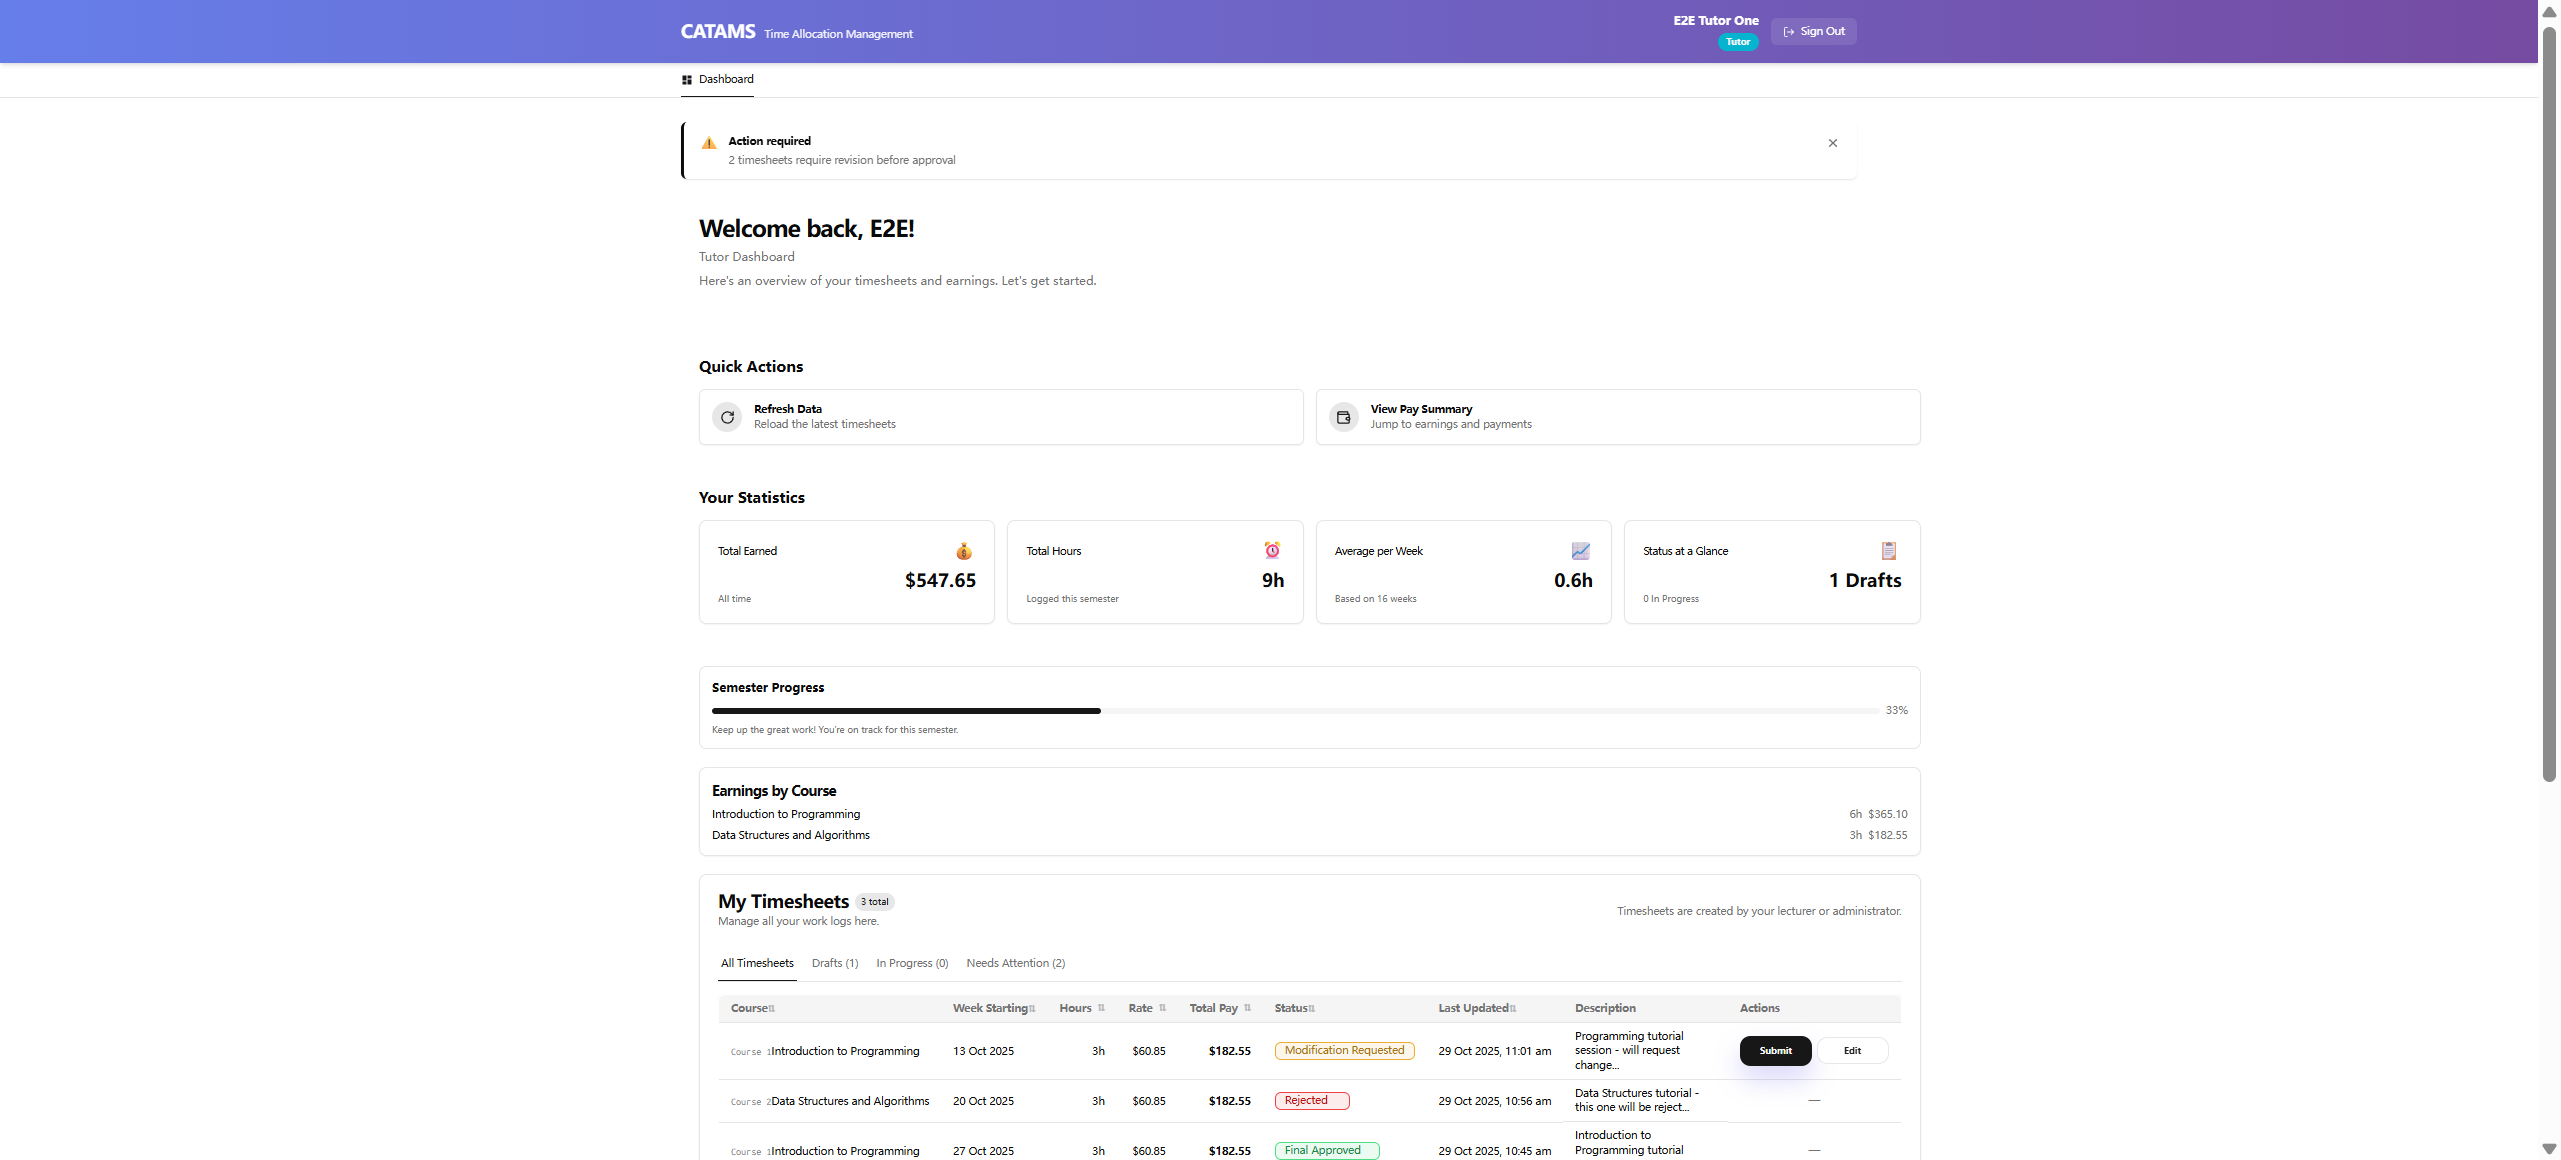 CATAMS Time Allocation Management
E2E Tutor One
Tutor
Sign Out
Dashboard
Action required
2 timesheets require revision before approval
Welcome back, E2E!
Tutor Dashboard
Here's an overview of your timesheets and earnings. Let's get started.
Quick Actions
Refresh Data
Reload the latest timesheets
View Pay Summary
Jump to earnings and payments
Your Statistics
Total Earned
$547.65
All time
Total Hours
9h
Logged this semester
Average per Week
0.6h
Based on 16 weeks
Status at a Glance
1 Drafts
0 In Progress
Semester Progress
33%
Keep up the great work! You're on track for this semester.
Earnings by Course
Introduction to Programming 6h $365.10
Data Structures and Algorithms 3h $182.55
My Timesheets 3 total
Manage all your work logs here.
Timesheets are created by your lecturer or administrator.
All Timesheets Drafts (1) In Progress (0) Needs Attention (2)
Course Week Starting Hours Rate Total Pay Status Last Updated Description Actions
Course 1 Introduction to Programming 13 Oct 2025 3h $60.85 $182.55 Modification Requested 29 Oct 2025, 11:01 am
Programming tutorial
session - will request
change...
Submit Edit
Course 2 Data Structures and Algorithms 20 Oct 2025 3h $60.85 $182.55 Rejected 29 Oct 2025, 10:56 am
Data Structures tutorial -
this one will be reject...
—
Course 1 Introduction to Programming 27 Oct 2025 3h $60.85 $182.55 Final Approved 29 Oct 2025, 10:45 am
Introduction to
Programming tutorial
—